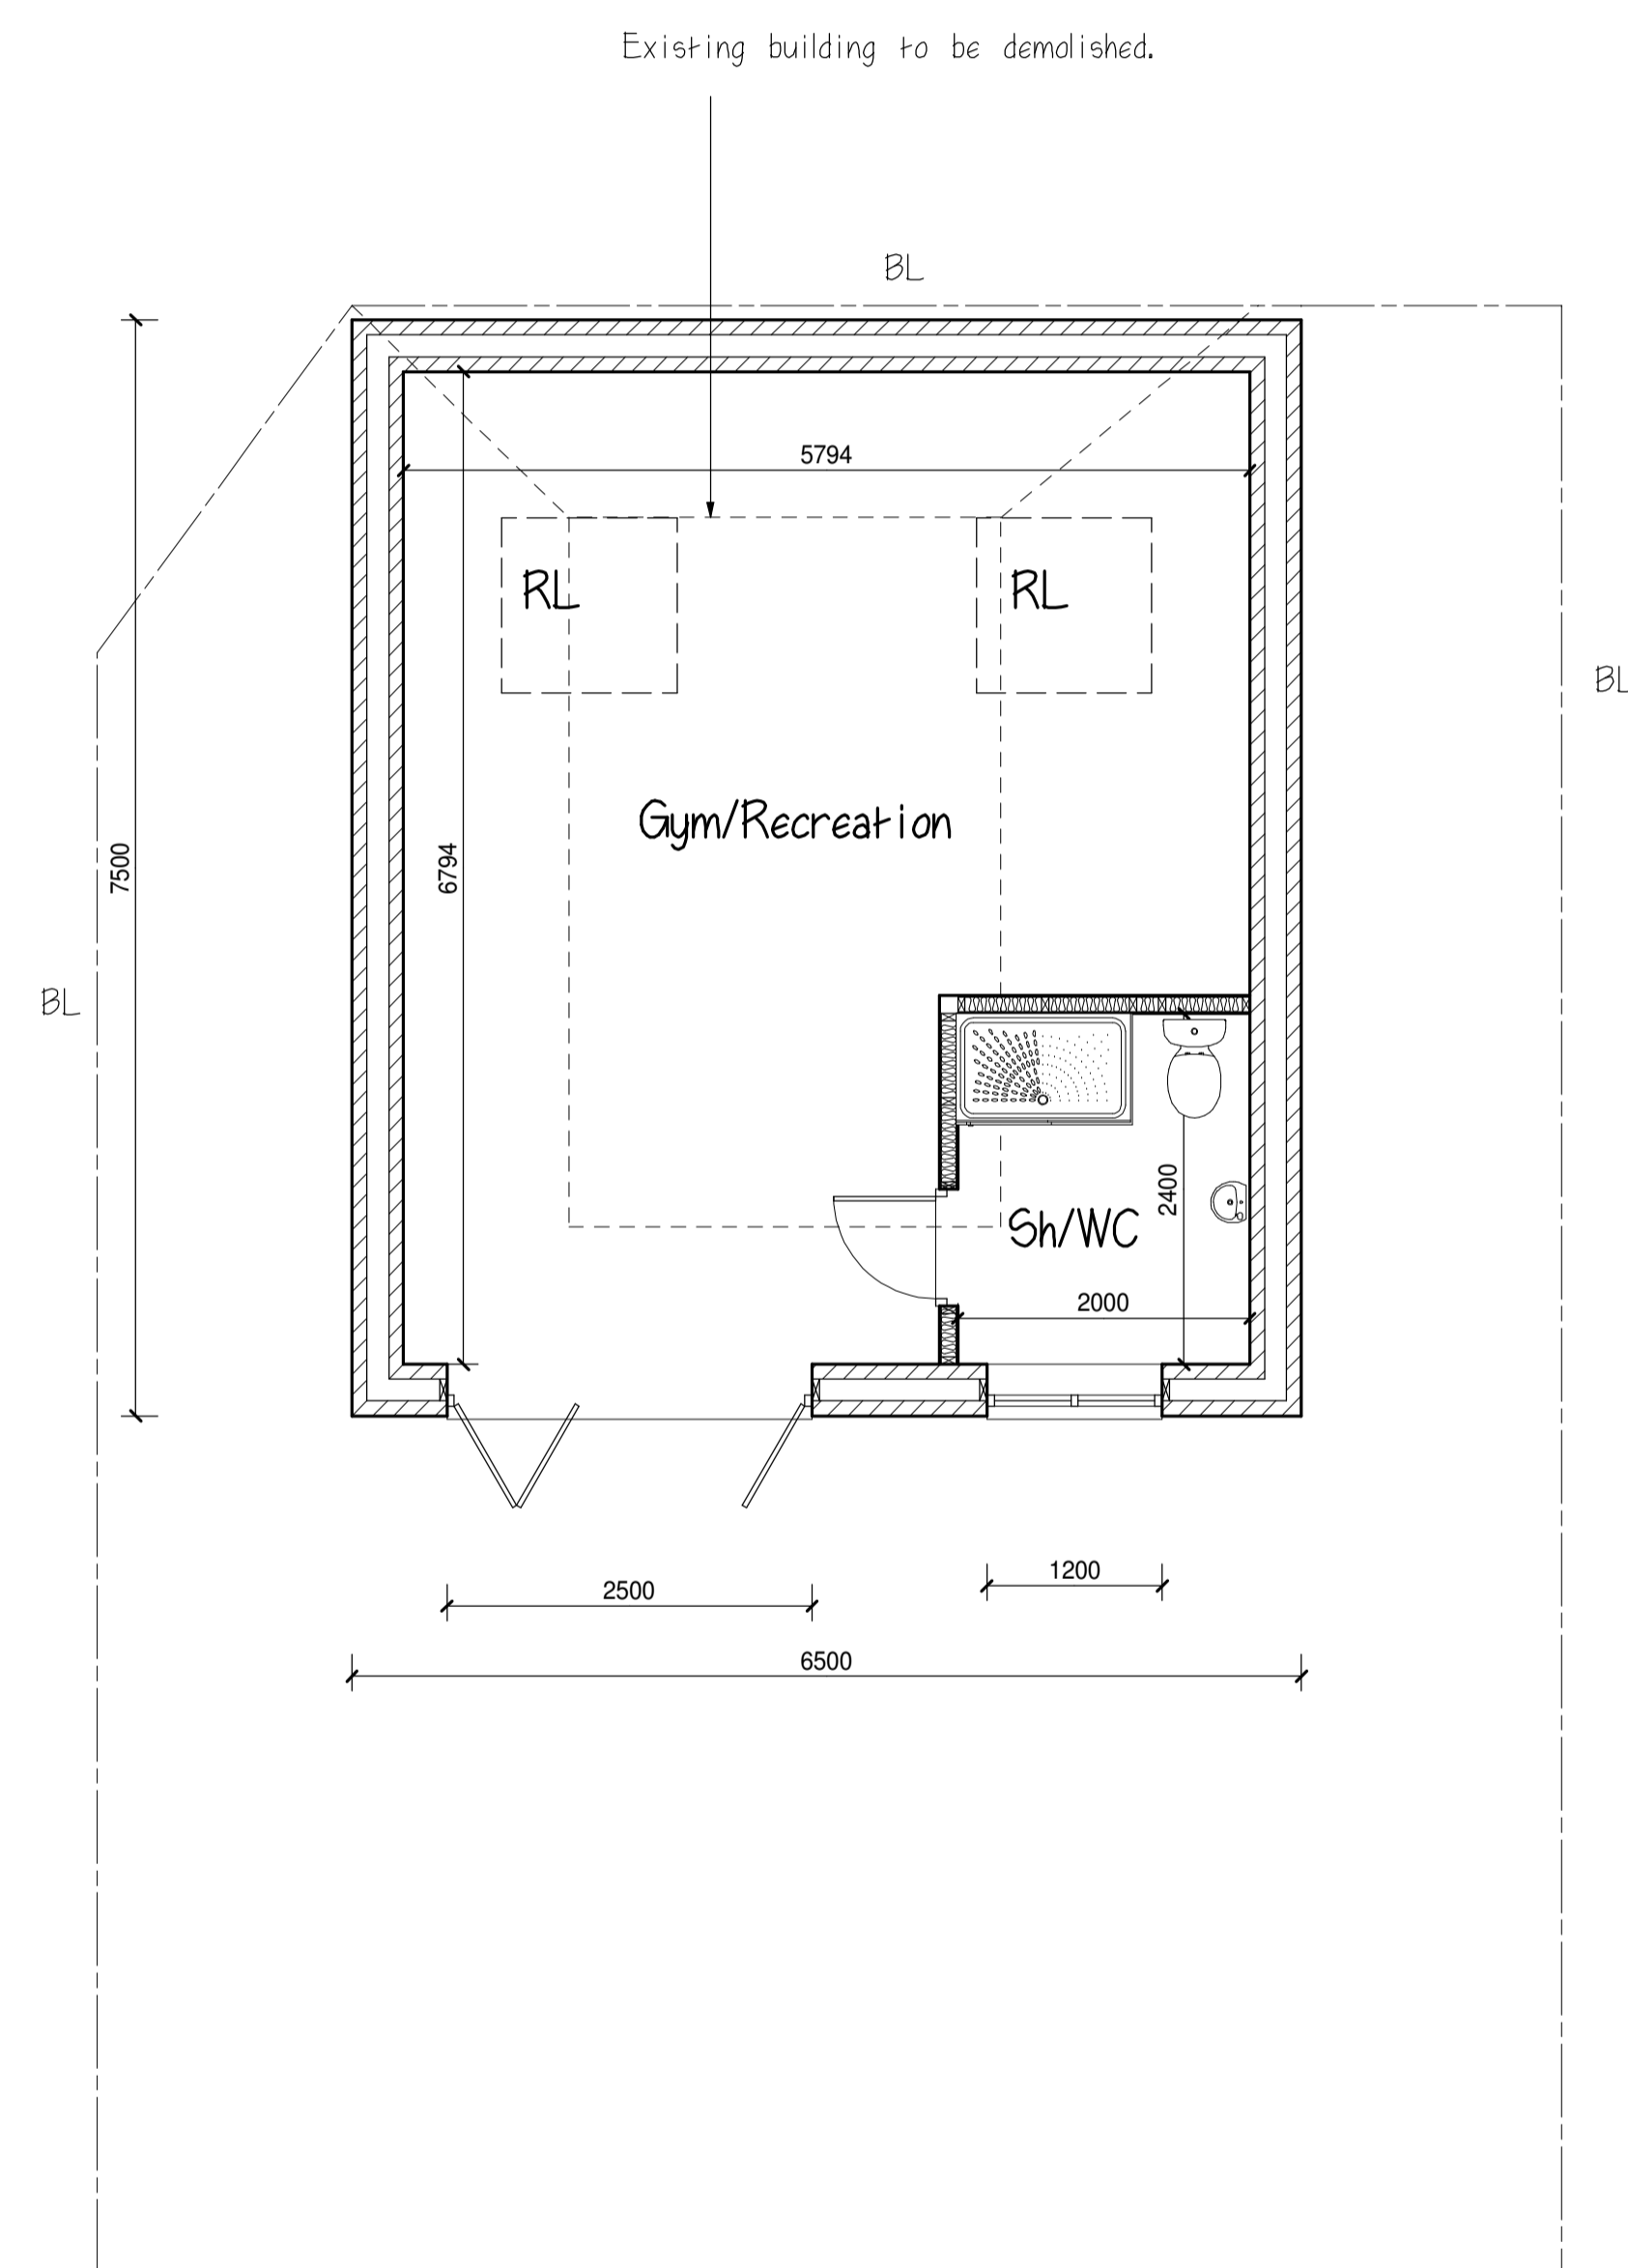 Existing building to be demolished.
BL
5794
RL RL
BL
Gym/Recreation
7500
6794
BL
2400
Sh/WC
2000
1200
2500
6500